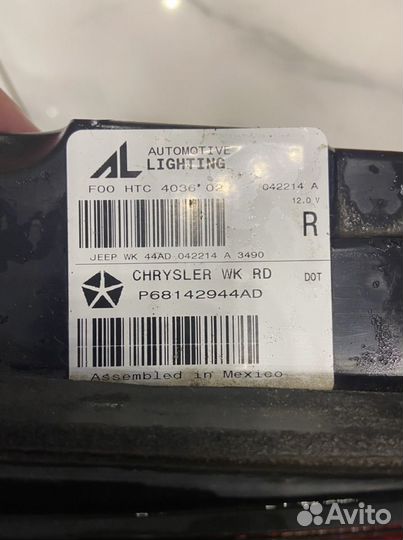 AL AUTOMOTIVE
LIGHTING
F00 HTC 4036*02 042214 A
12.0 V
R
JEEP WK 44AD 042214 A 3490
CHRYSLER WK RD DOT
P68142944AD
Assembled in Mexico
Avito